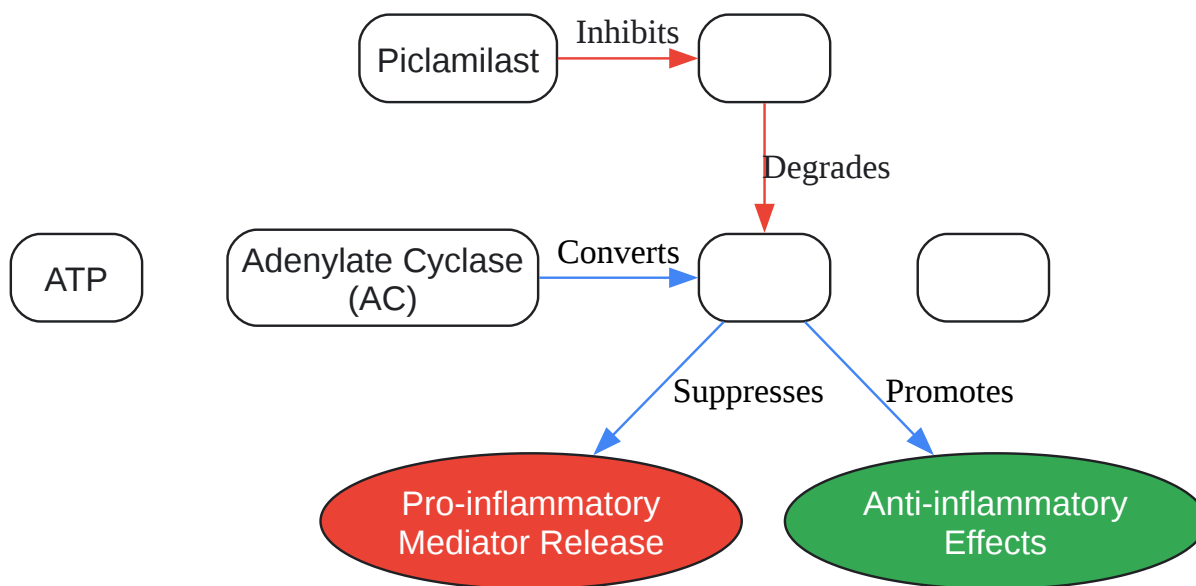 Piclamilast
Inhibits
Degrades
ATP
Adenylate Cyclase
(AC)
Converts
Suppresses
Promotes
Pro-inflammatory
Mediator Release
Anti-inflammatory
Effects